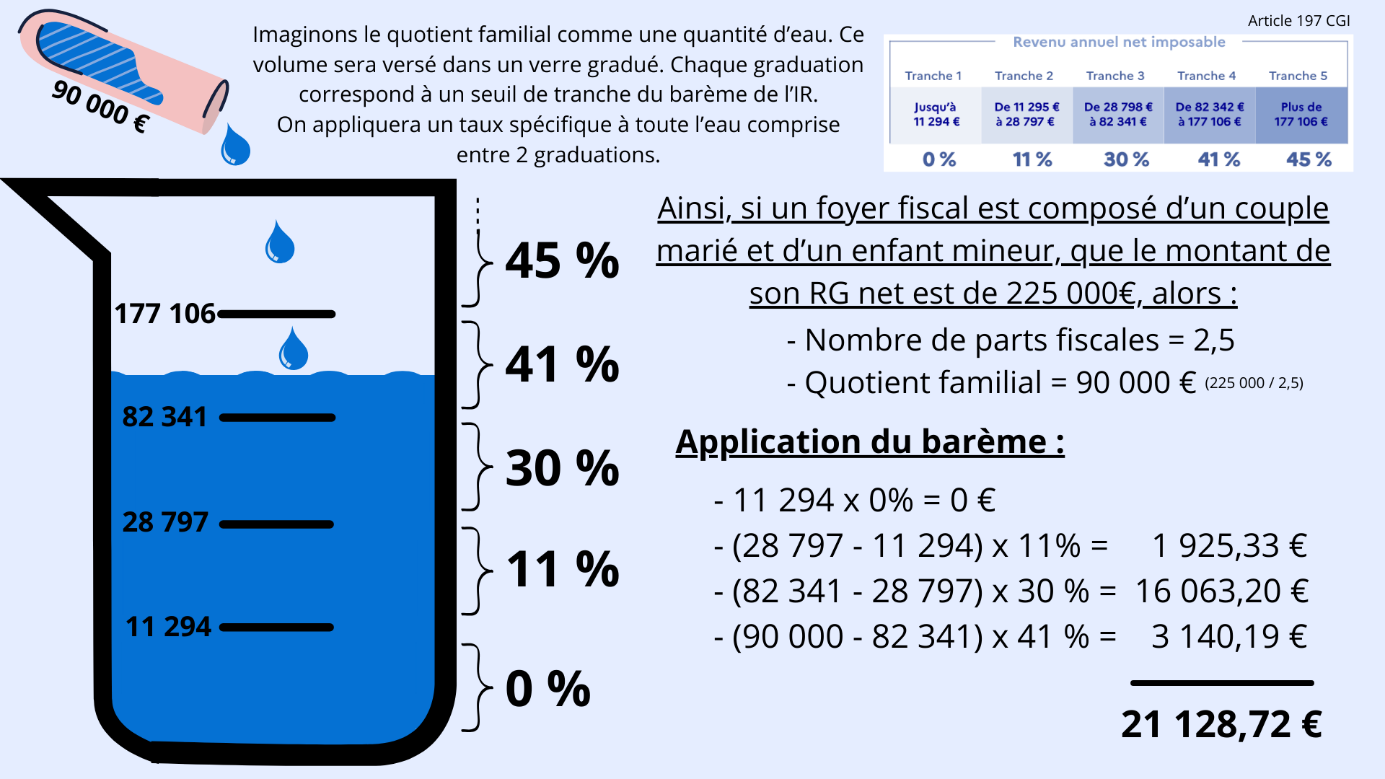 90 000 €
Imaginons le quotient familial comme une quantité d’eau. Ce
volume sera versé dans un verre gradué. Chaque graduation
correspond à un seuil de tranche du barème de l’IR.
On appliquera un taux spécifique à toute l’eau comprise
entre 2 graduations.
Article 197 CGI
Revenu annuel net imposable
Tranche 1 Tranche 2 Tranche 3 Tranche 4 Tranche 5
Jusqu’à De 11 295 € De 28 798 € De 82 342 € Plus de
11 294 € à 28 797 € à 82 341 € à 177 106 € 177 106 €
0 % 11 % 30 % 41 % 45 %
177 106
82 341
28 797
11 294
45 %
41 %
30 %
11 %
0 %
Ainsi, si un foyer fiscal est composé d’un couple
marié et d’un enfant mineur, que le montant de
son RG net est de 225 000€, alors :
- Nombre de parts fiscales = 2,5
- Quotient familial = 90 000 € (225 000 / 2,5)
Application du barème :
- 11 294 x 0% = 0 €
- (28 797 - 11 294) x 11% = 1 925,33 €
- (82 341 - 28 797) x 30 % = 16 063,20 €
- (90 000 - 82 341) x 41 % = 3 140,19 €
21 128,72 €